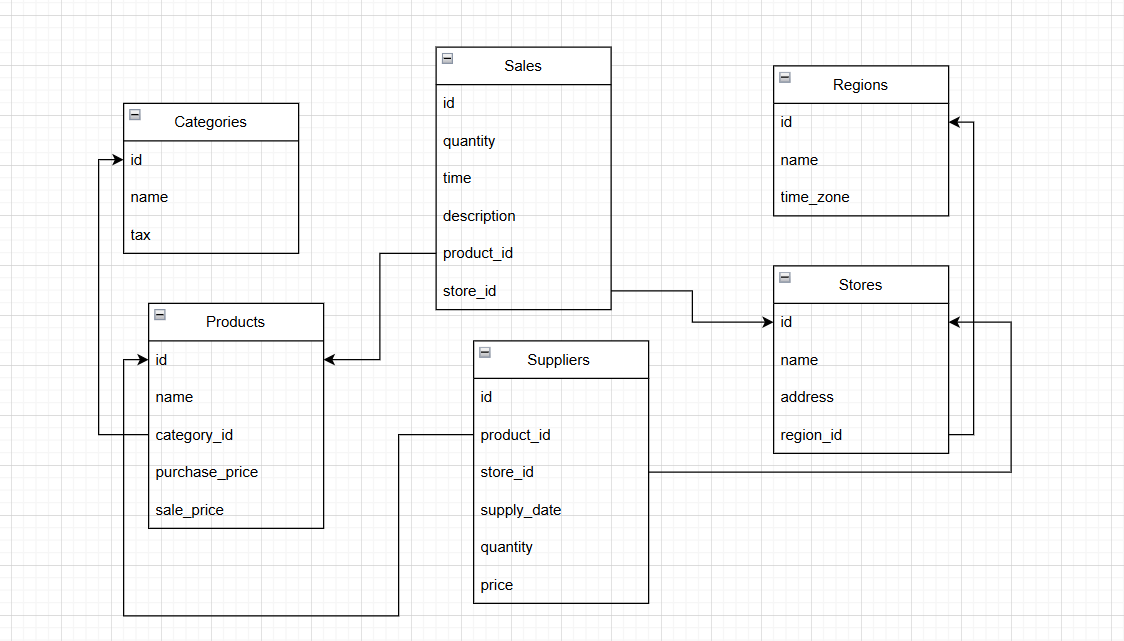 Categories
id
name
tax
Products
id
name
category_id
purchase_price
sale_price
Sales
id
quantity
time
description
product_id
store_id
Suppliers
id
product_id
store_id
supply_date
quantity
price
Regions
id
name
time_zone
Stores
id
name
address
region_id